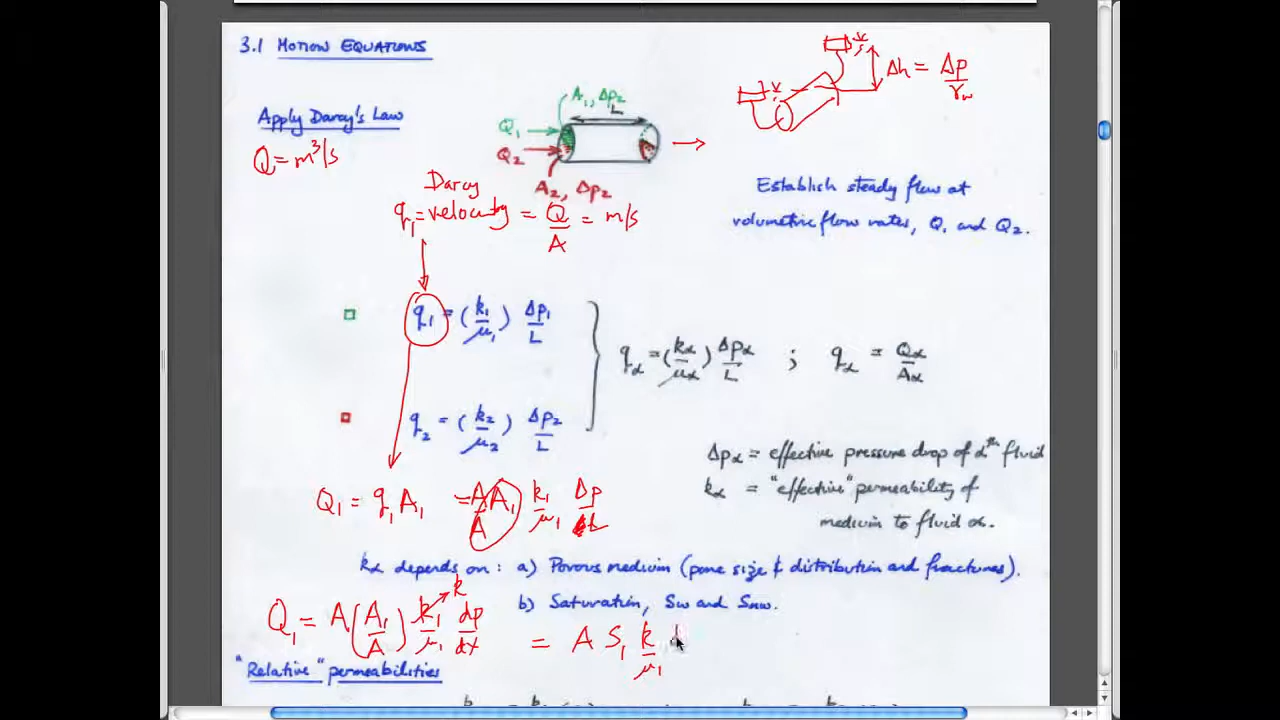 3.1 MOTION EQUATIONS
Δh = Δp/γw
Apply Darcy's Law
Q = m³/s
A₁, Δp₂
L
Q₁
Q₂
A₂, Δp₂
Darcy
q₁ = velocity = Q/A = m/s
Establish steady flow at
volumetric flow rates, Q₁ and Q₂.
q₁ = (k₁/μ₁) Δp₁/L
qα = (kα/μα) Δpα/L ; qα = Qα/Aα
q₂ = (k₂/μ₂) Δp₂/L
Δpα = effective pressure drop of αth fluid
kα = "effective" permeability of
medium to fluid α.
Q₁ = q₁A₁ = A/A A₁ k₁/μ₁ Δp/L
kα depends on: a) Porous medium (pore size & distribution and fractures).
b) Saturation, Sw and Snw.
k
Q₁ = A(A₁/A) k₁/μ₁ dp/dx = A S₁ k/μ₁
"Relative" permeabilities